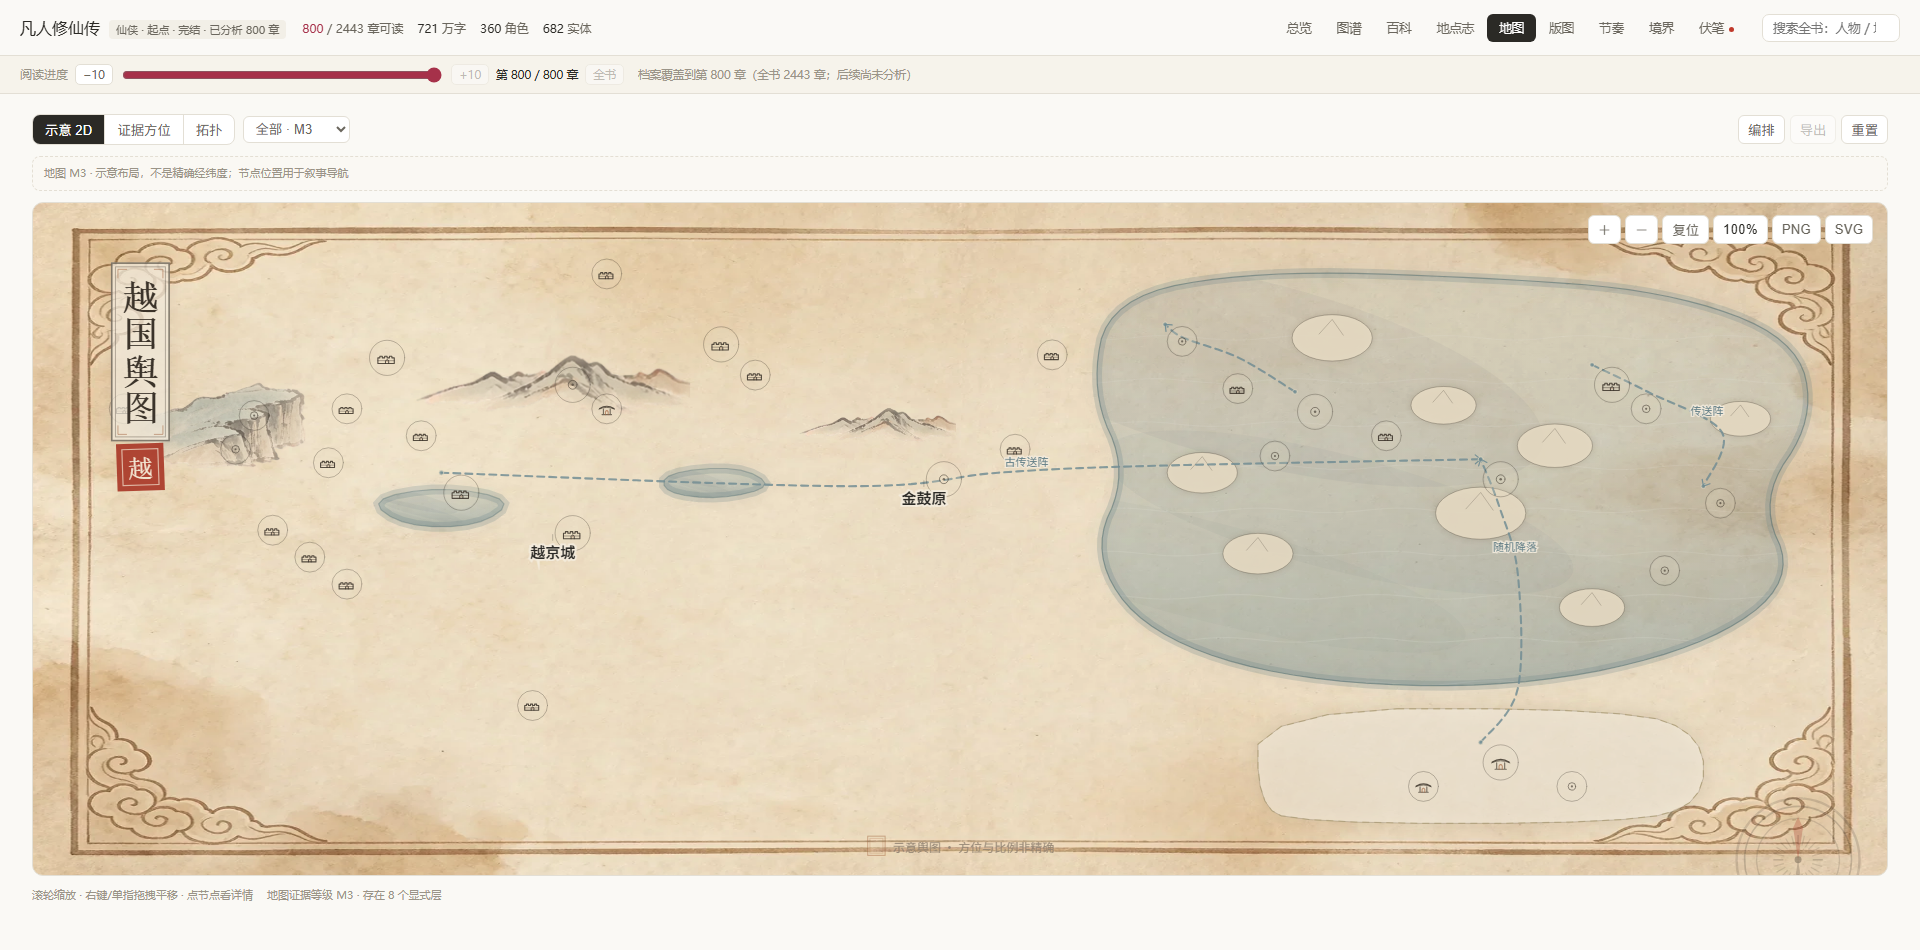 凡人修仙传 仙侠 · 起点 · 完结 · 已分析 800 章 800 / 2443 章可读 721 万字 360 角色 682 实体 总览 图谱 百科 地点志 地图 版图 节奏 境界 伏笔 搜索全书：人物 /
阅读进度 −10 +10 第 800 / 800 章 全书 档案覆盖到第 800 章（全书 2443 章；后续尚未分析）
示意 2D 证据方位 拓扑 全部 · M3 编排 导出 重置
地图 M3 · 示意布局，不是精确经纬度；节点位置用于叙事导航
+ − 复位 100% PNG SVG
越国舆图
越
传送阵
古传送阵
金鼓原
越京城
随机降落
示意舆图 · 方位与比例非精确
滚轮缩放 · 右键/单指拖拽平移 · 点节点看详情 地图证据等级 M3 · 存在 8 个显式层